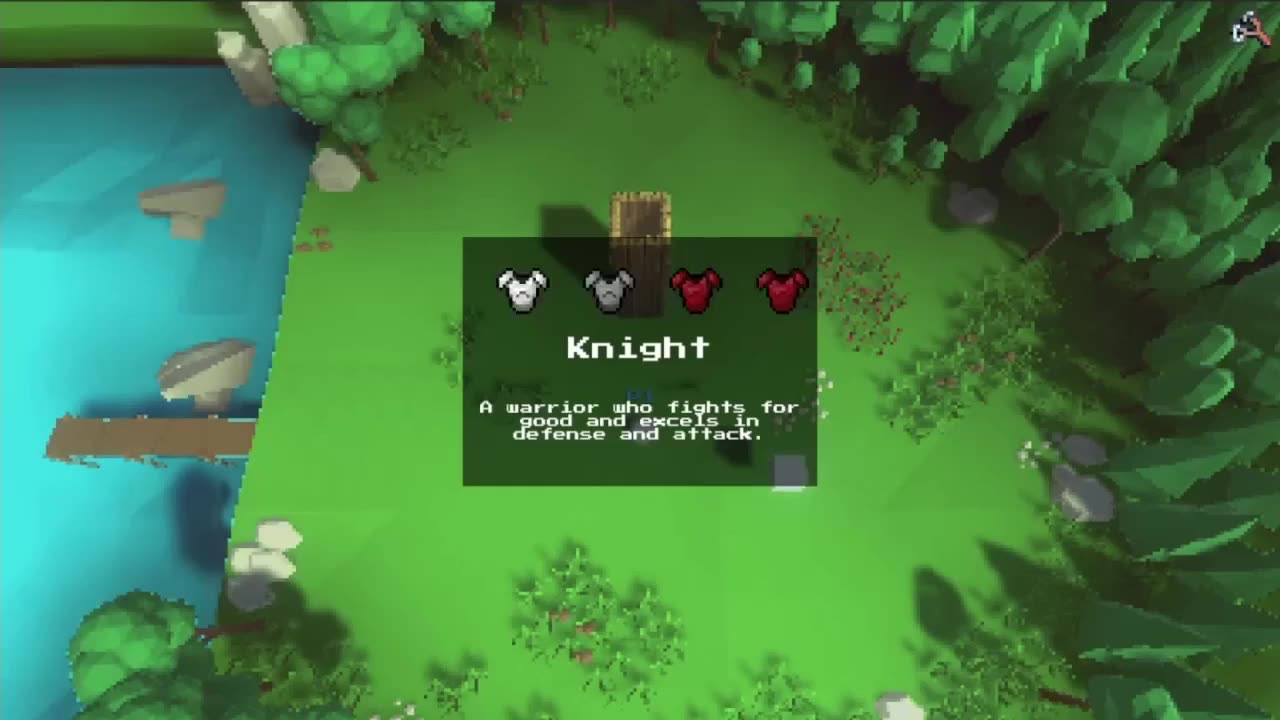 Knight
A warrior who fights for
good and excels in
defense and attack.